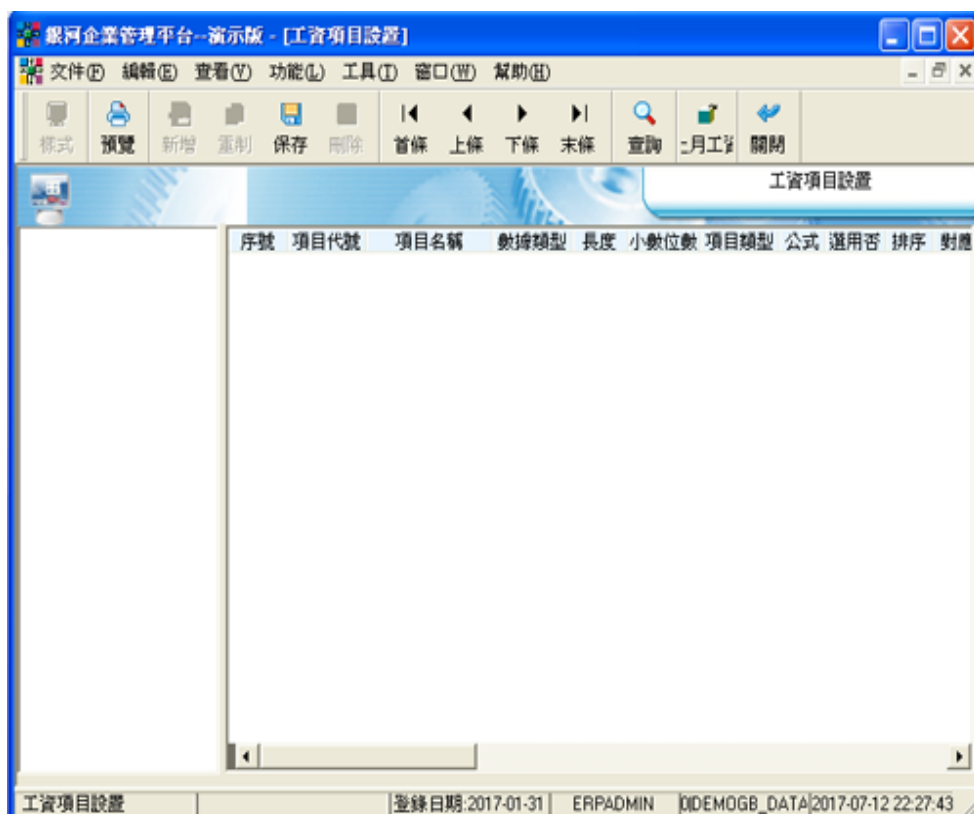 銀河企業管理平台--演示版 - [工資項目設置]
文件(F) 編輯(E) 查看(V) 功能(L) 工具(T) 窗口(W) 幫助(H)
樣式 預覽 新增 重制 保存 刪除 首條 上條 下條 末條 查詢 月工 關閉
工資項目設置
序號 項目代號 項目名稱 數據類型 長度 小數位數 項目類型 公式 選用否 排序 對應
工資項目設置 登錄日期:2017-01-31 ERPADMIN DEMOGB_DATA 2017-07-12 22:27:43